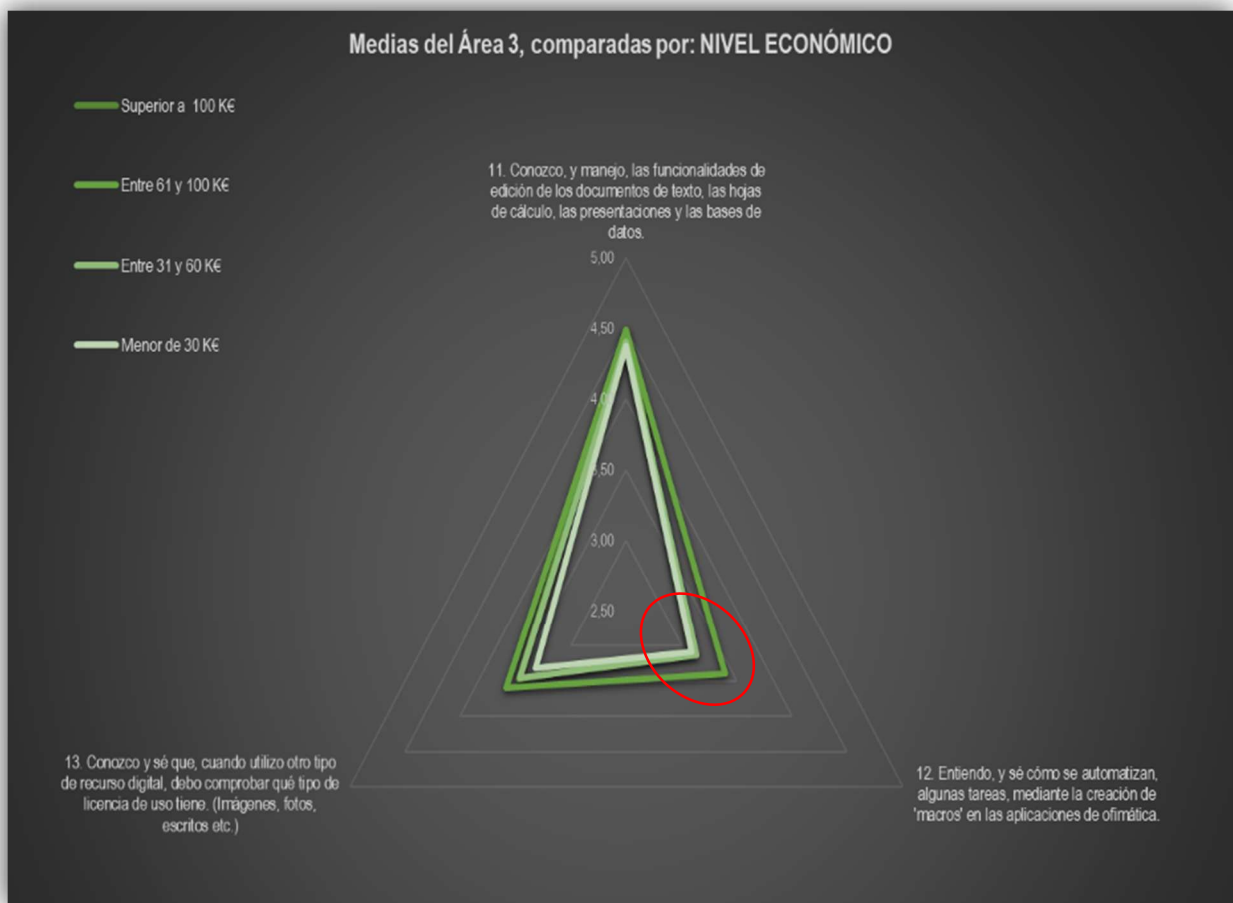 Medias del Área 3, comparadas por: NIVEL ECONÓMICO
Superior a 100 K€
Entre 61 y 100 K€
Entre 31 y 60 K€
Menor de 30 K€
11. Conozco, y manejo, las funcionalidades de
edición de los documentos de texto, las hojas
de cálculo, las presentaciones y las bases de
datos.
5,00
4,50
4,00
3,50
3,00
2,50
13. Conozco y sé que, cuando utilizo otro tipo
de recurso digital, debo comprobar qué tipo de
licencia de uso tiene. (Imágenes, fotos,
escritos etc.)
12. Entiendo, y sé cómo se automatizan,
algunas tareas, mediante la creación de
'macros' en las aplicaciones de ofimática.